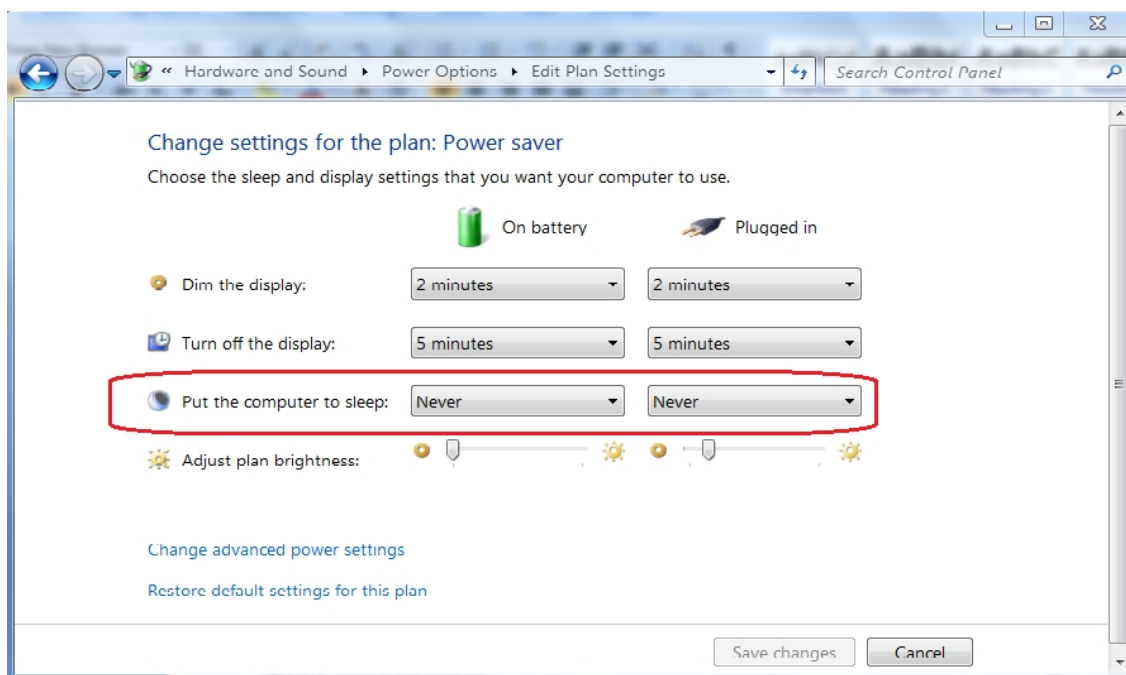 « Hardware and Sound ▸ Power Options ▸ Edit Plan Settings Search Control Panel
Change settings for the plan: Power saver
Choose the sleep and display settings that you want your computer to use.
On battery Plugged in
Dim the display: 2 minutes 2 minutes
Turn off the display: 5 minutes 5 minutes
Put the computer to sleep: Never Never
Adjust plan brightness:
Change advanced power settings
Restore default settings for this plan
Save changes Cancel